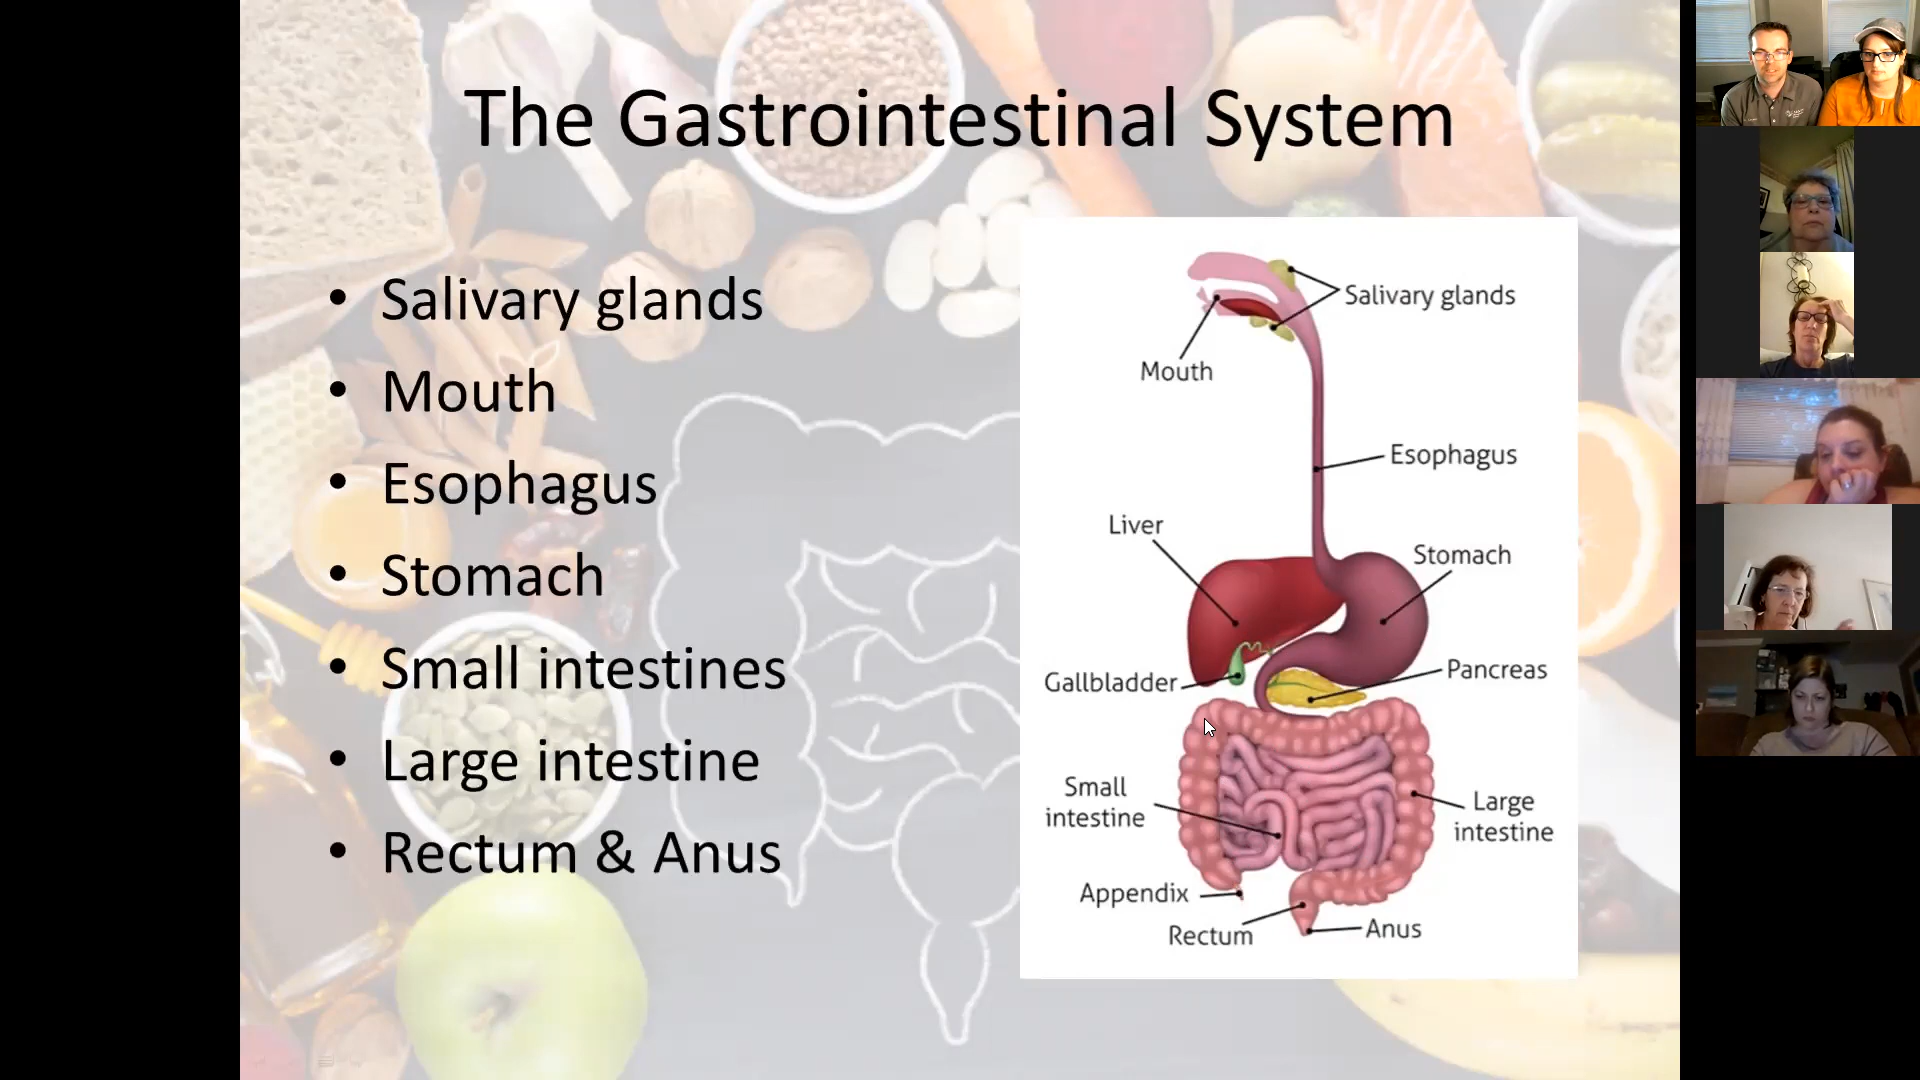 The Gastrointestinal System
• Salivary glands
• Mouth
• Esophagus
• Stomach
• Small intestines
• Large intestine
• Rectum & Anus
Salivary glands
Mouth
Esophagus
Liver
Stomach
Gallbladder
Pancreas
Small
intestine
Large
intestine
Appendix
Rectum
Anus